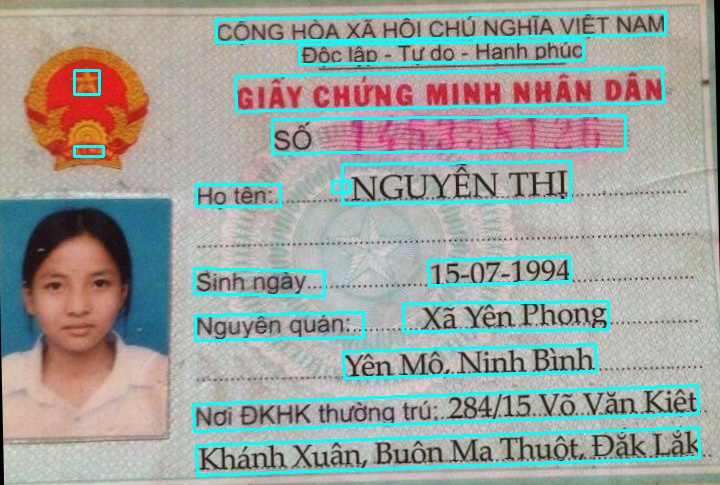 CỘNG HÒA XÃ HỘI CHỦ NGHĨA VIỆT NAM
Độc lập - Tự do - Hạnh phúc
GIẤY CHỨNG MINH NHÂN DÂN
SỐ
Họ tên: NGUYỄN THỊ
Sinh ngày 15-07-1994
Nguyên quán: Xã Yên Phong
Yên Mô, Ninh Bình
Nơi ĐKHK thường trú: 284/15 Võ Văn Kiệt
Khánh Xuân, Buôn Ma Thuột, Đắk Lắk